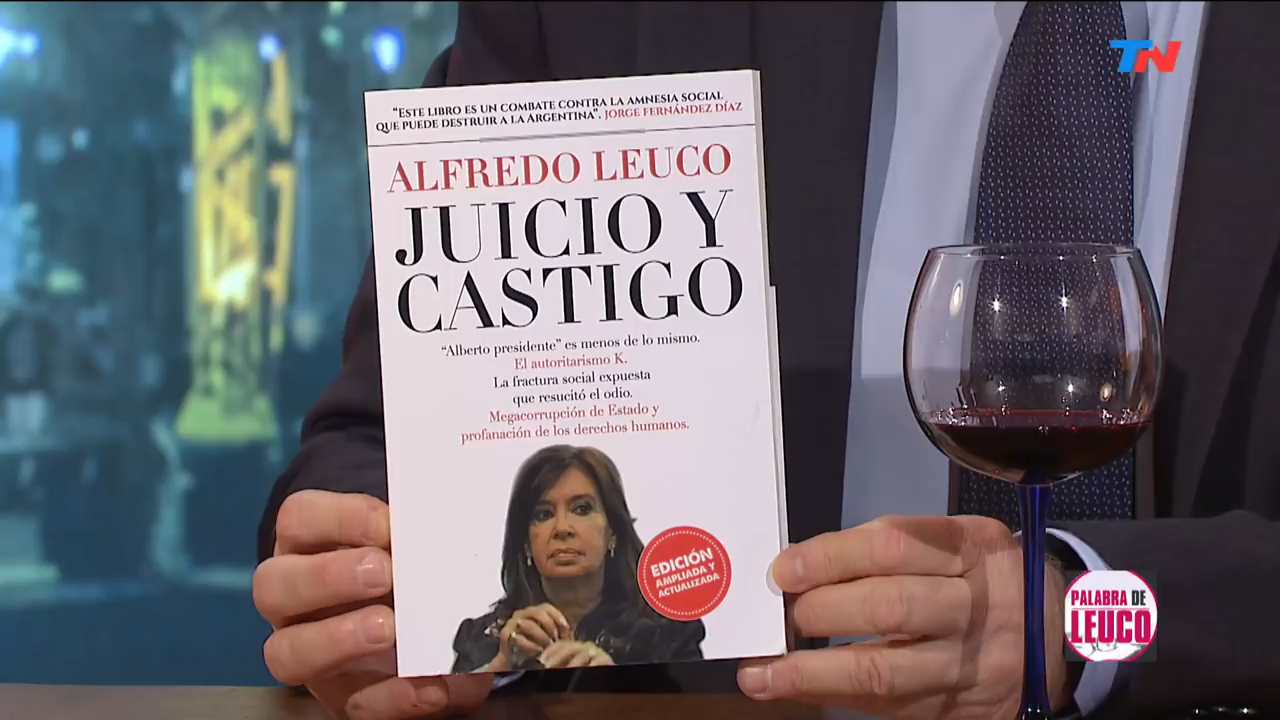 TN
"ESTE LIBRO ES UN COMBATE CONTRA LA AMNESIA SOCIAL
QUE PUEDE DESTRUIR A LA ARGENTINA". JORGE FERNÁNDEZ DÍAZ
ALFREDO LEUCO
JUICIO Y
CASTIGO
"Alberto presidente" es menos de lo mismo.
El autoritarismo K.
La fractura social expuesta
que resucitó el odio.
Megacorrupción de Estado y
profanación de los derechos humanos.
EDICIÓN
AMPLIADA Y
ACTUALIZADA
PALABRA DE
LEUCO